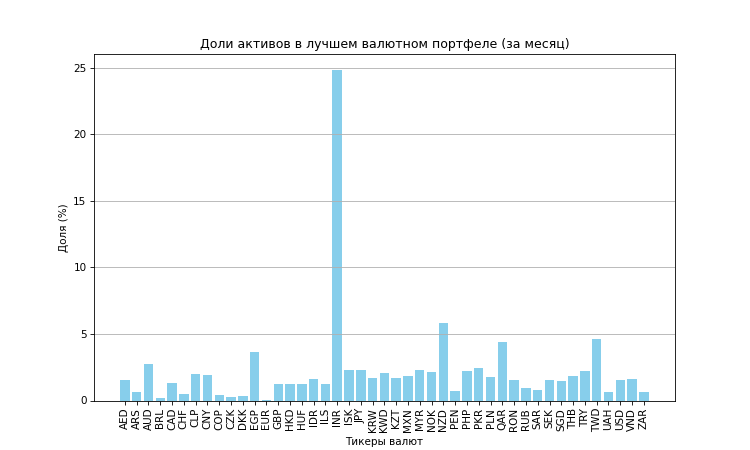 Доли активов в лучшем валютном портфеле (за месяц)
Доля (%)
25
20
15
10
5
0
AED ARS AUD BRL CAD CHF CLP CNY COP CZK DKK EGP EUR GBP HKD HUF IDR ILS INR ISK JPY KRW KWD KZT MXN MYR NOK NZD PEN PHP PKR PLN QAR RON RUB SAR SEK SGD THB TRY TWD UAH USD VND ZAR
Тикеры валют